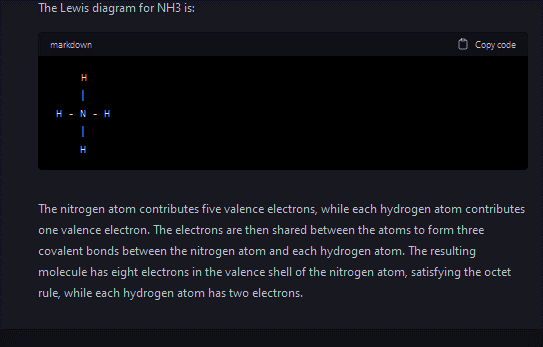 The Lewis diagram for NH3 is:
markdown
Copy code
H
|
H - N - H
|
H
The nitrogen atom contributes five valence electrons, while each hydrogen atom contributes
one valence electron. The electrons are then shared between the atoms to form three
covalent bonds between the nitrogen atom and each hydrogen atom. The resulting
molecule has eight electrons in the valence shell of the nitrogen atom, satisfying the octet
rule, while each hydrogen atom has two electrons.